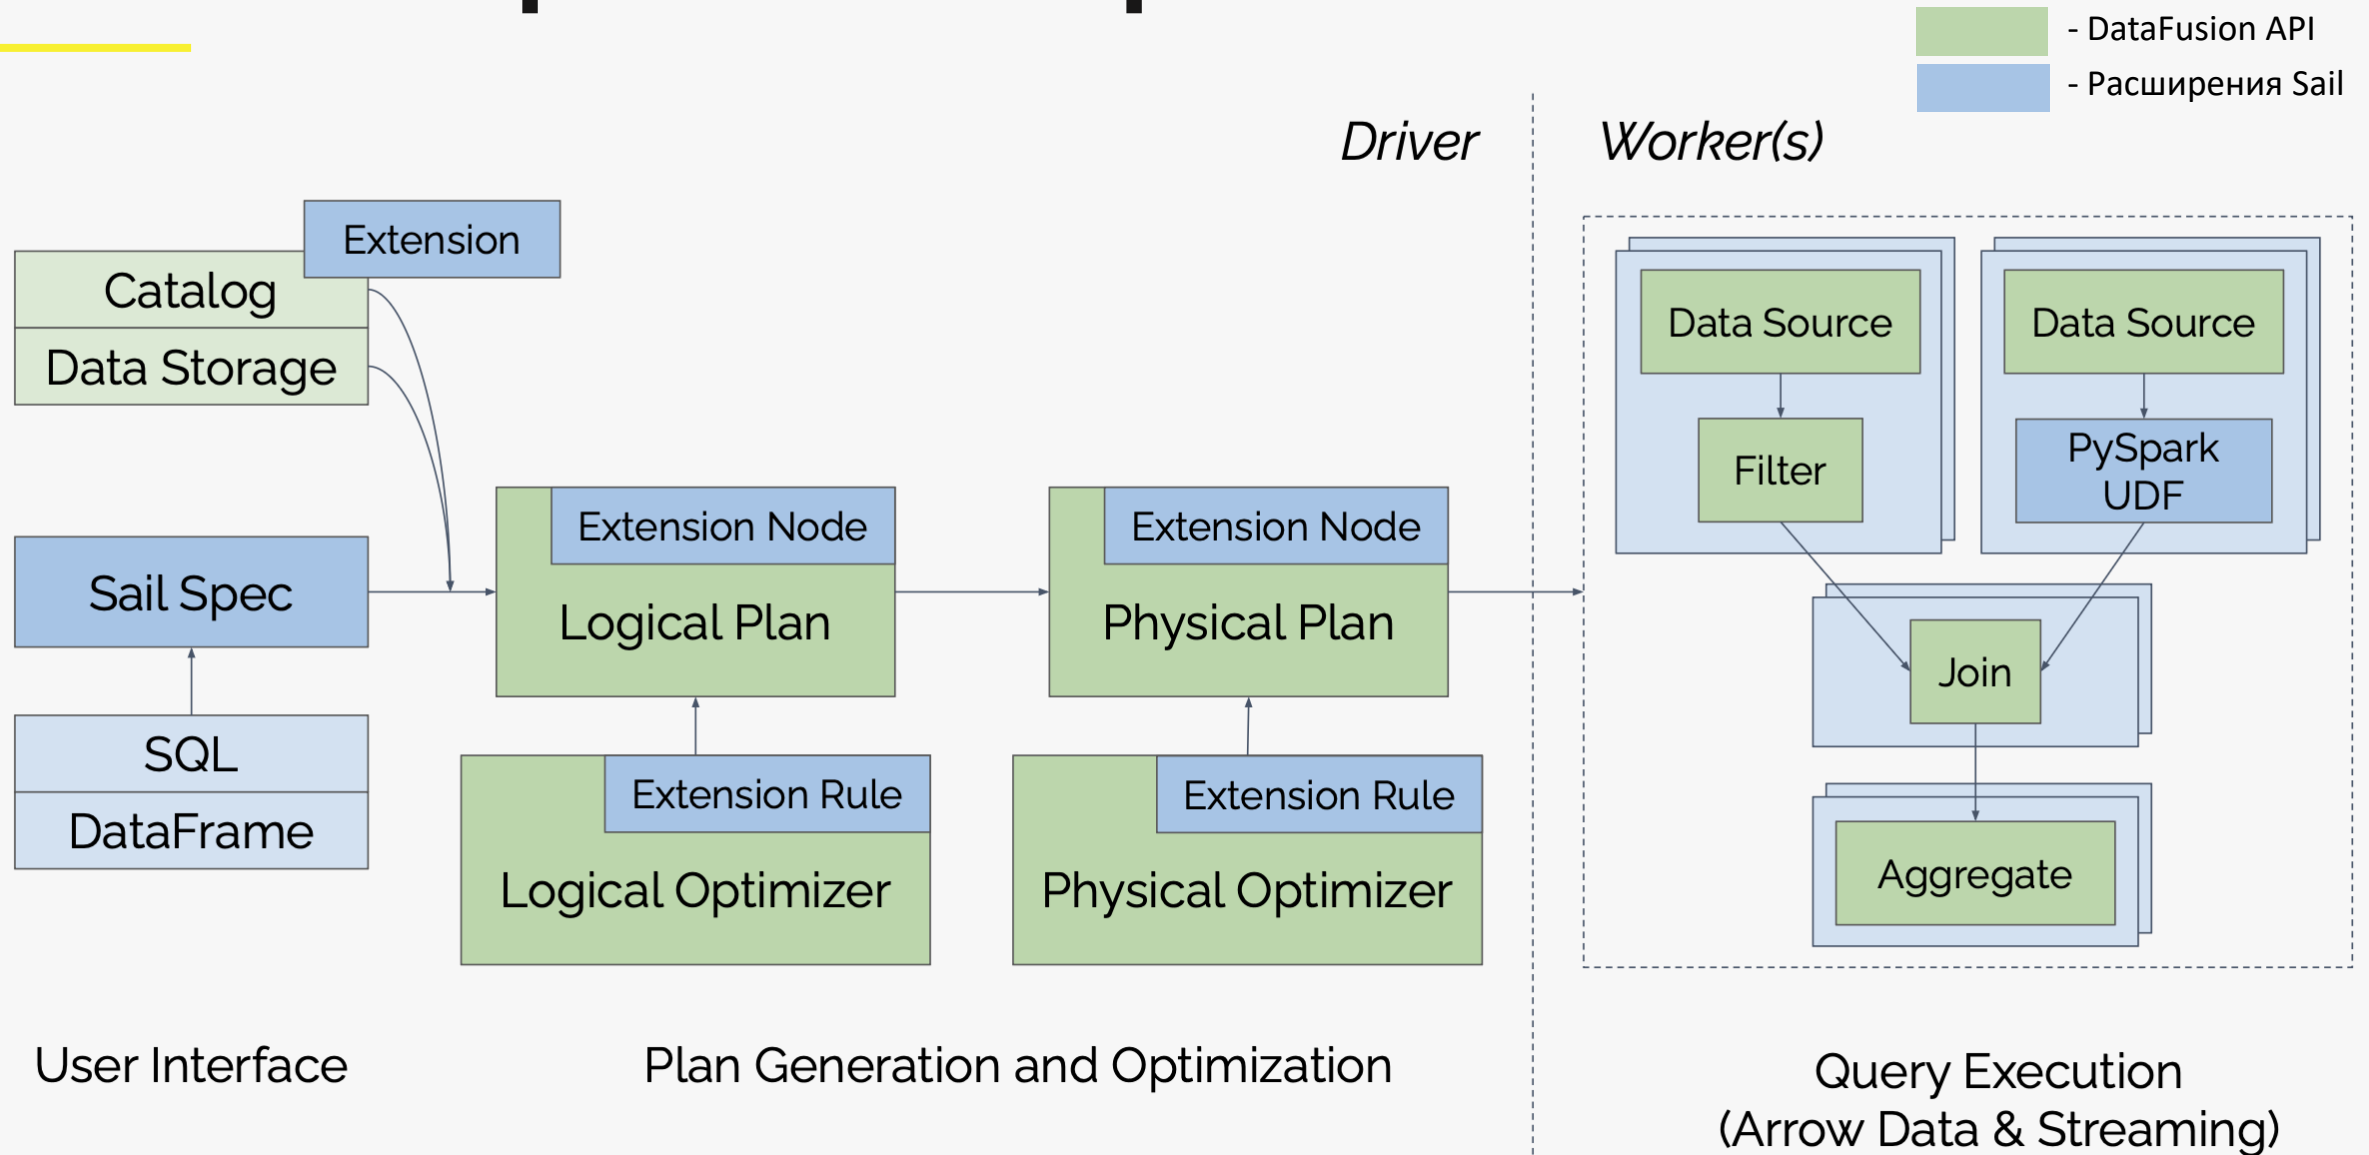 - DataFusion API
- Расширения Sail
Driver
Worker(s)
Extension
Catalog
Data Storage
Sail Spec
SQL
DataFrame
Extension Node
Logical Plan
Extension Rule
Logical Optimizer
Extension Node
Physical Plan
Extension Rule
Physical Optimizer
Data Source
Filter
Data Source
PySpark
UDF
Join
Aggregate
User Interface
Plan Generation and Optimization
Query Execution
(Arrow Data & Streaming)